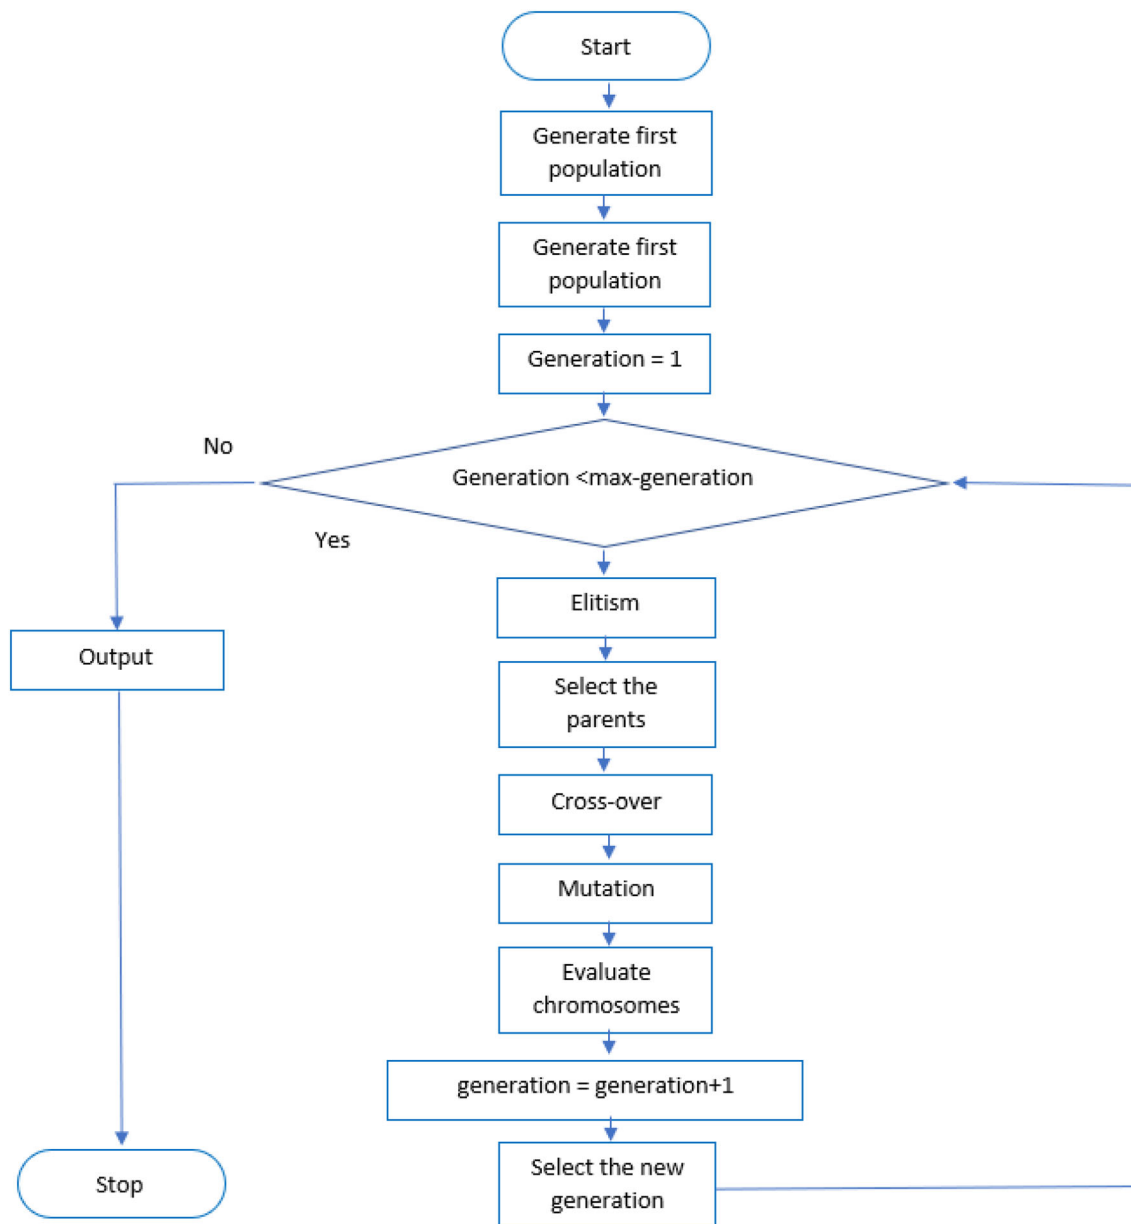 Start
Generate first
population
Generate first
population
Generation = 1
No
Generation <max-generation
Yes
Elitism
Output
Select the
parents
Cross-over
Mutation
Evaluate
chromosomes
generation = generation+1
Select the new
generation
Stop